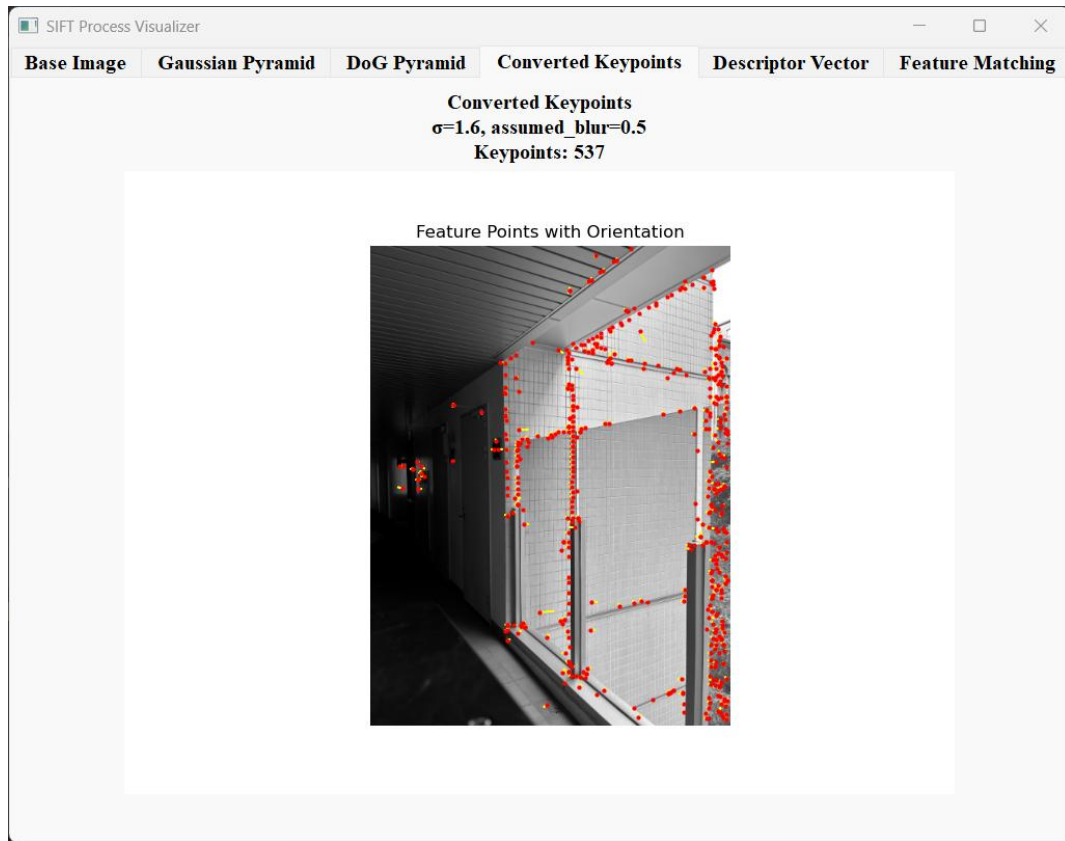 SIFT Process Visualizer
Base Image Gaussian Pyramid DoG Pyramid Converted Keypoints Descriptor Vector Feature Matching
Converted Keypoints
σ=1.6, assumed_blur=0.5
Keypoints: 537
Feature Points with Orientation